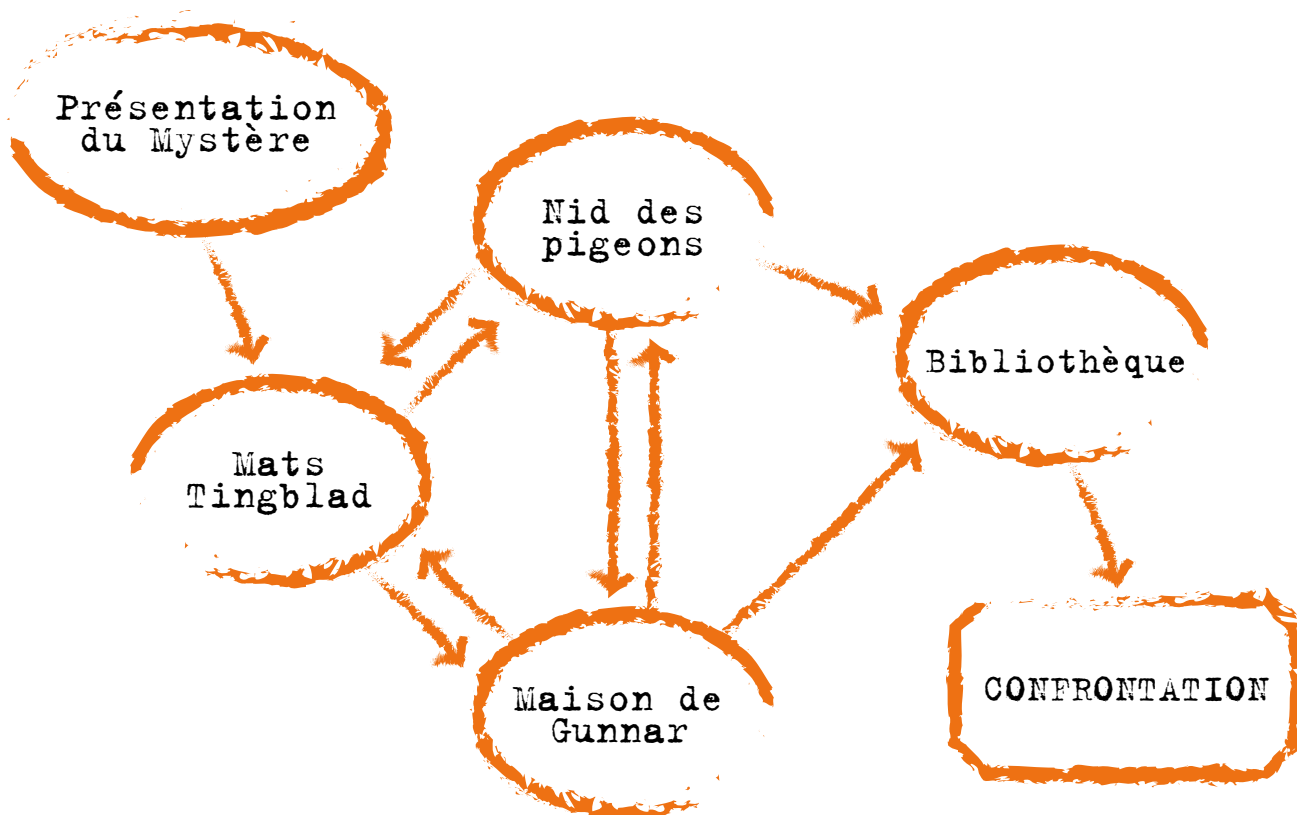 Présentation
du Mystère
Nid des
pigeons
Bibliothèque
Mats
Tingblad
Maison de
Gunnar
CONFRONTATION